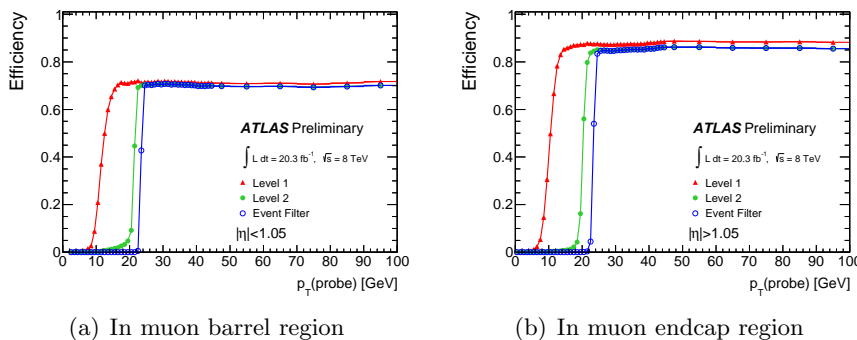 Efficiency
1
0.8
0.6
0.4
0.2
0
ATLAS Preliminary
∫ L dt = 20.3 fb⁻¹, √s = 8 TeV
Level 1
Level 2
Event Filter
|η|<1.05
0 10 20 30 40 50 60 70 80 90 100
p_T(probe) [GeV]
(a) In muon barrel region
Efficiency
1
0.8
0.6
0.4
0.2
0
ATLAS Preliminary
∫ L dt = 20.3 fb⁻¹, √s = 8 TeV
Level 1
Level 2
Event Filter
|η|>1.05
0 10 20 30 40 50 60 70 80 90 100
p_T(probe) [GeV]
(b) In muon endcap region